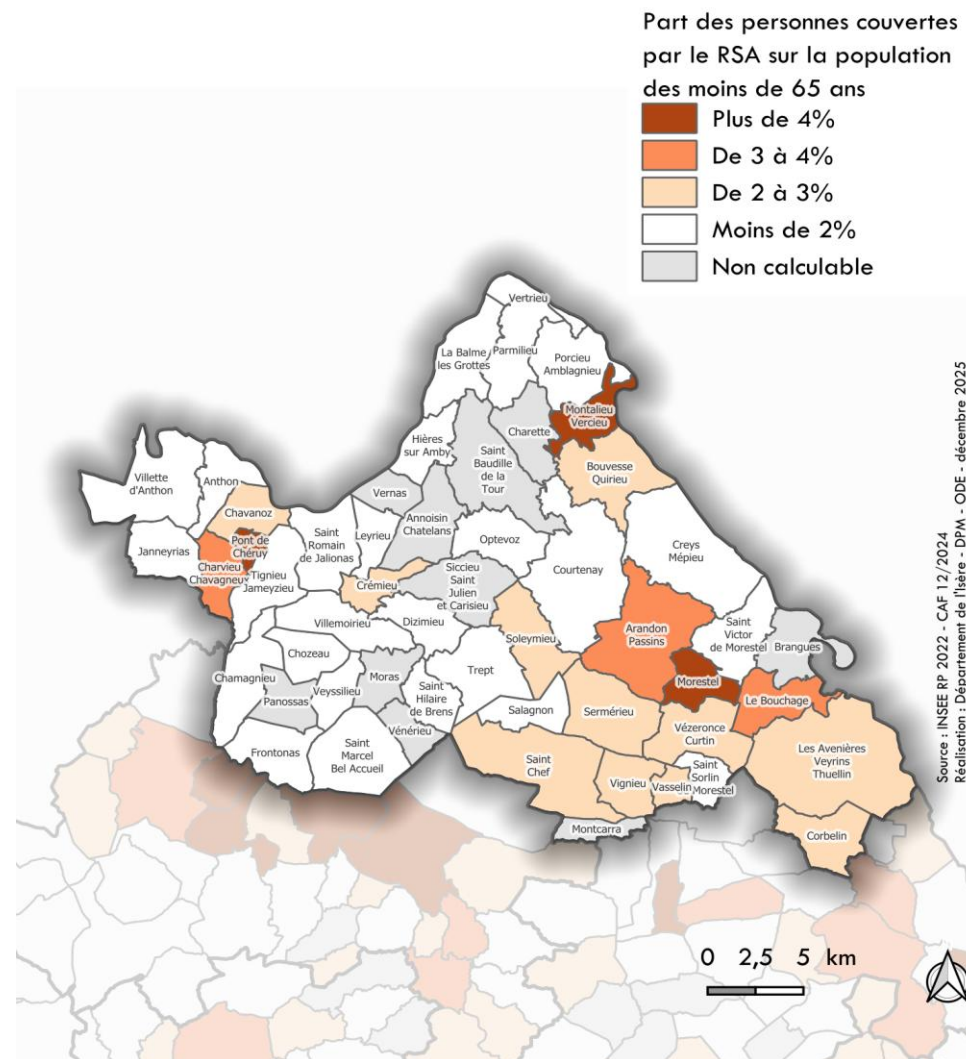 Part des personnes couvertes
par le RSA sur la population
des moins de 65 ans
Plus de 4%
De 3 à 4%
De 2 à 3%
Moins de 2%
Non calculable
Vertrieu
La Balme
les Grottes
Parmilieu
Porcieu
Amblagnieu
Montalieu
Vercieu
Hières
sur Amby
Charette
Saint
Baudille
de la
Tour
Bouvesse
Quirieu
Villette
d'Anthon
Anthon
Vernas
Chavanoz
Annoisin
Chatelans
Janneyrias
Pont de
Chéruy
Saint
Romain
de Jalionas
Leyrieu
Optevoz
Creys
Mépieu
Charvieu
Chavagneux
Tignieu
Jameyzieu
Crémieu
Siccieu
Saint
Julien
et Carisieu
Courtenay
Villemoirieu
Dizimieu
Soleymieu
Arandon
Passins
Saint
Victor
de Morestel
Brangues
Chozeau
Trept
Chamagnieu
Panossas
Veyssilieu
Moras
Saint
Hilaire
de Brens
Morestel
Le Bouchage
Salagnon
Sermérieu
Vénérieu
Vézeronce
Curtin
Frontonas
Saint
Marcel
Bel Accueil
Saint
Chef
Les Avenières
Veyrins
Thuellin
Vignieu
Vasselin
Saint
Sorlin
Morestel
Montcarra
Corbelin
Source : INSEE RP 2022 - CAF 12/2024
Réalisation : Département de l'Isère - DPM - ODE - décembre 2025
0 2,5 5 km